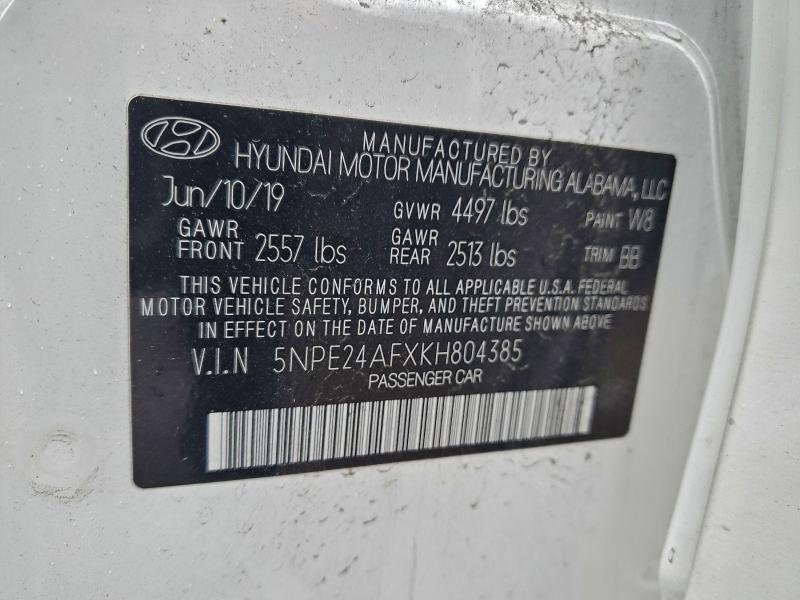 MANUFACTURED BY
HYUNDAI MOTOR MANUFACTURING ALABAMA, LLC
Jun/10/19 GVWR 4497 lbs PAINT W8
GAWR FRONT 2557 lbs GAWR REAR 2513 lbs TRIM BB
THIS VEHICLE CONFORMS TO ALL APPLICABLE U.S.A. FEDERAL
MOTOR VEHICLE SAFETY, BUMPER, AND THEFT PREVENTION STANDARDS
IN EFFECT ON THE DATE OF MANUFACTURE SHOWN ABOVE.
V.I.N 5NPE24AFXKH804385
PASSENGER CAR